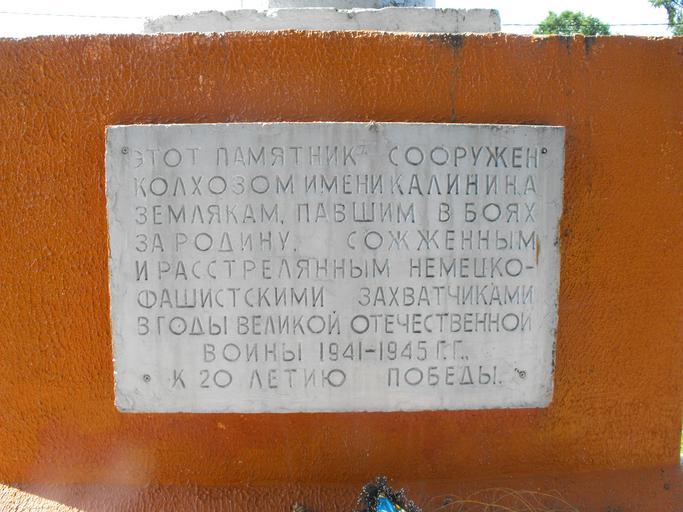 ЭТОТ ПАМЯТНИК СООРУЖЕН
КОЛХОЗОМ ИМЕНИ КАЛИНИНА
ЗЕМЛЯКАМ, ПАВШИМ В БОЯХ
ЗА РОДИНУ, СОЖЖЕННЫМ
И РАССТРЕЛЯННЫМ НЕМЕЦКО-
ФАШИСТСКИМИ ЗАХВАТЧИКАМИ
В ГОДЫ ВЕЛИКОЙ ОТЕЧЕСТВЕННОЙ
ВОЙНЫ 1941-1945 Г.Г.,
К 20 ЛЕТИЮ ПОБЕДЫ.